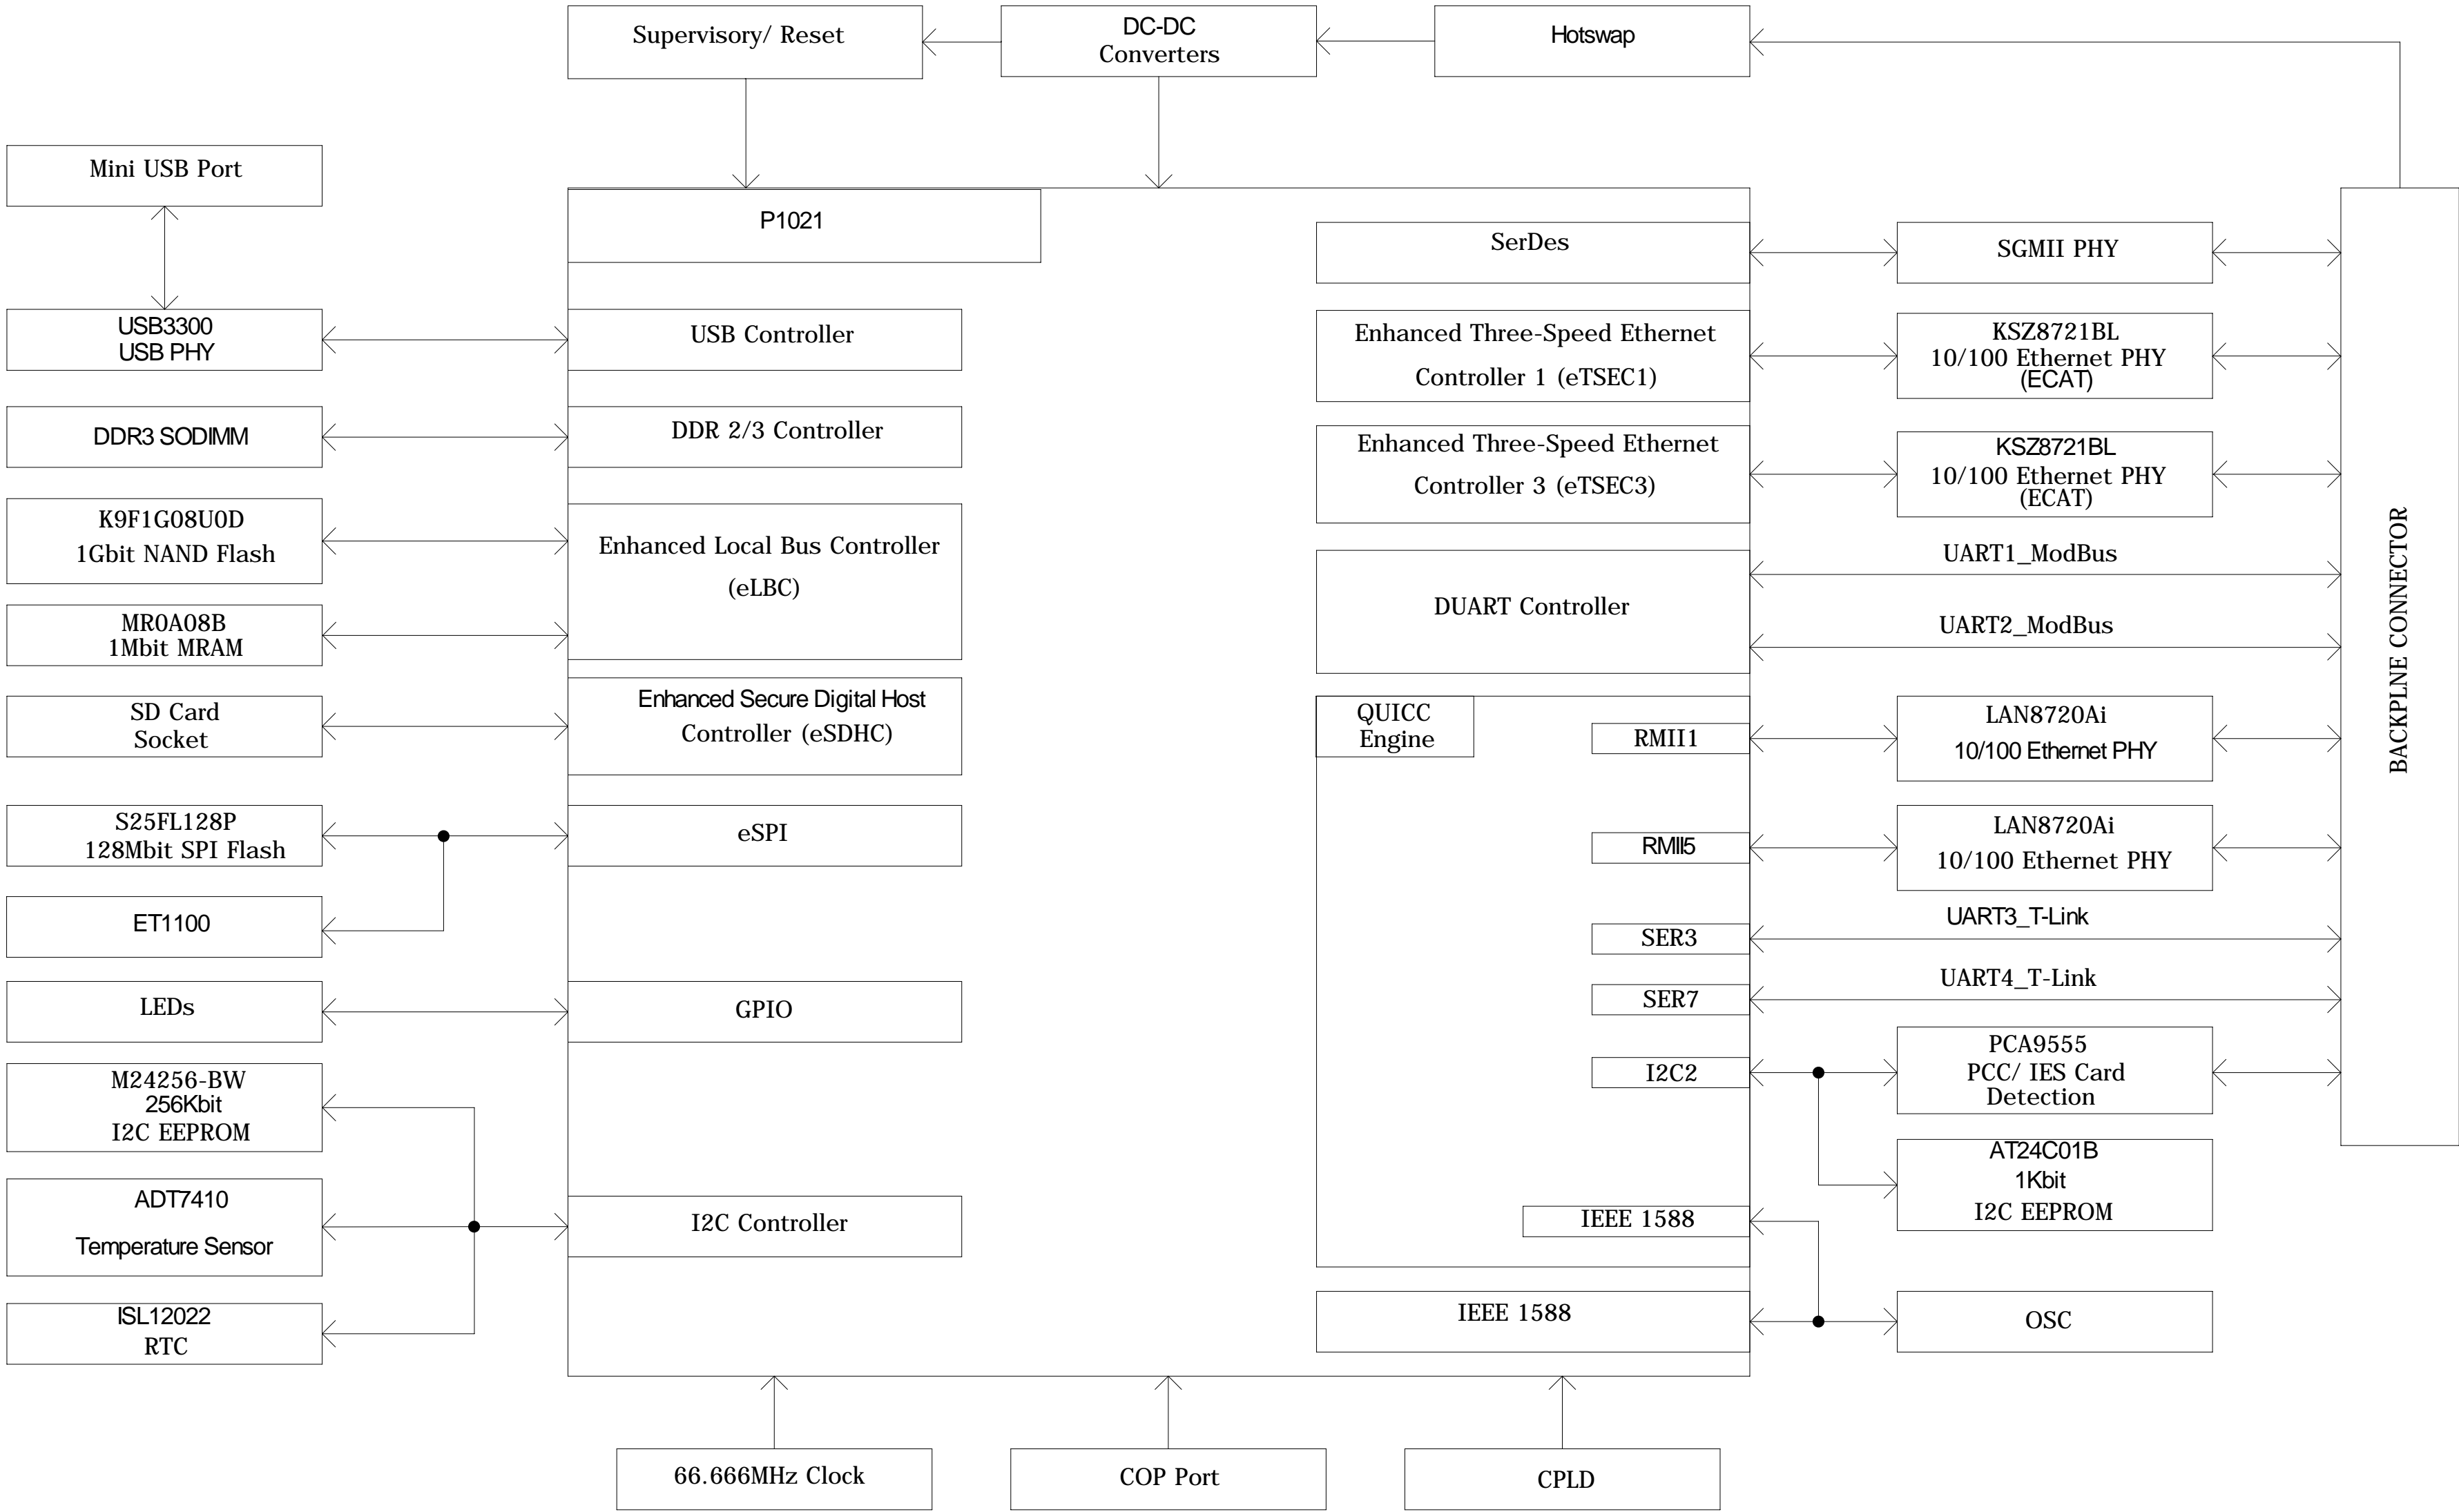 Supervisory/ Reset
DC-DC
Converters
Hotswap
Mini USB Port
P1021
SerDes
SGMII PHY
USB3300
USB PHY
USB Controller
Enhanced Three-Speed Ethernet
Controller 1 (eTSEC1)
KSZ8721BL
10/100 Ethernet PHY
(ECAT)
DDR3 SODIMM
DDR 2/3 Controller
Enhanced Three-Speed Ethernet
Controller 3 (eTSEC3)
KSZ8721BL
10/100 Ethernet PHY
(ECAT)
K9F1G08U0D
1Gbit NAND Flash
Enhanced Local Bus Controller
(eLBC)
MR0A08B
1Mbit MRAM
DUART Controller
UART1_ModBus
UART2_ModBus
BACKPLNE CONNECTOR
SD Card
Socket
Enhanced Secure Digital Host
Controller (eSDHC)
QUICC
Engine
RMII1
LAN8720Ai
10/100 Ethernet PHY
S25FL128P
128Mbit SPI Flash
eSPI
RMII5
LAN8720Ai
10/100 Ethernet PHY
ET1100
SER3
UART3_T-Link
LEDs
GPIO
SER7
UART4_T-Link
M24256-BW
256Kbit
I2C EEPROM
I2C2
PCA9555
PCC/ IES Card
Detection
AT24C01B
1Kbit
I2C EEPROM
ADT7410
Temperature Sensor
I2C Controller
IEEE 1588
ISL12022
RTC
IEEE 1588
OSC
66.666MHz Clock
COP Port
CPLD